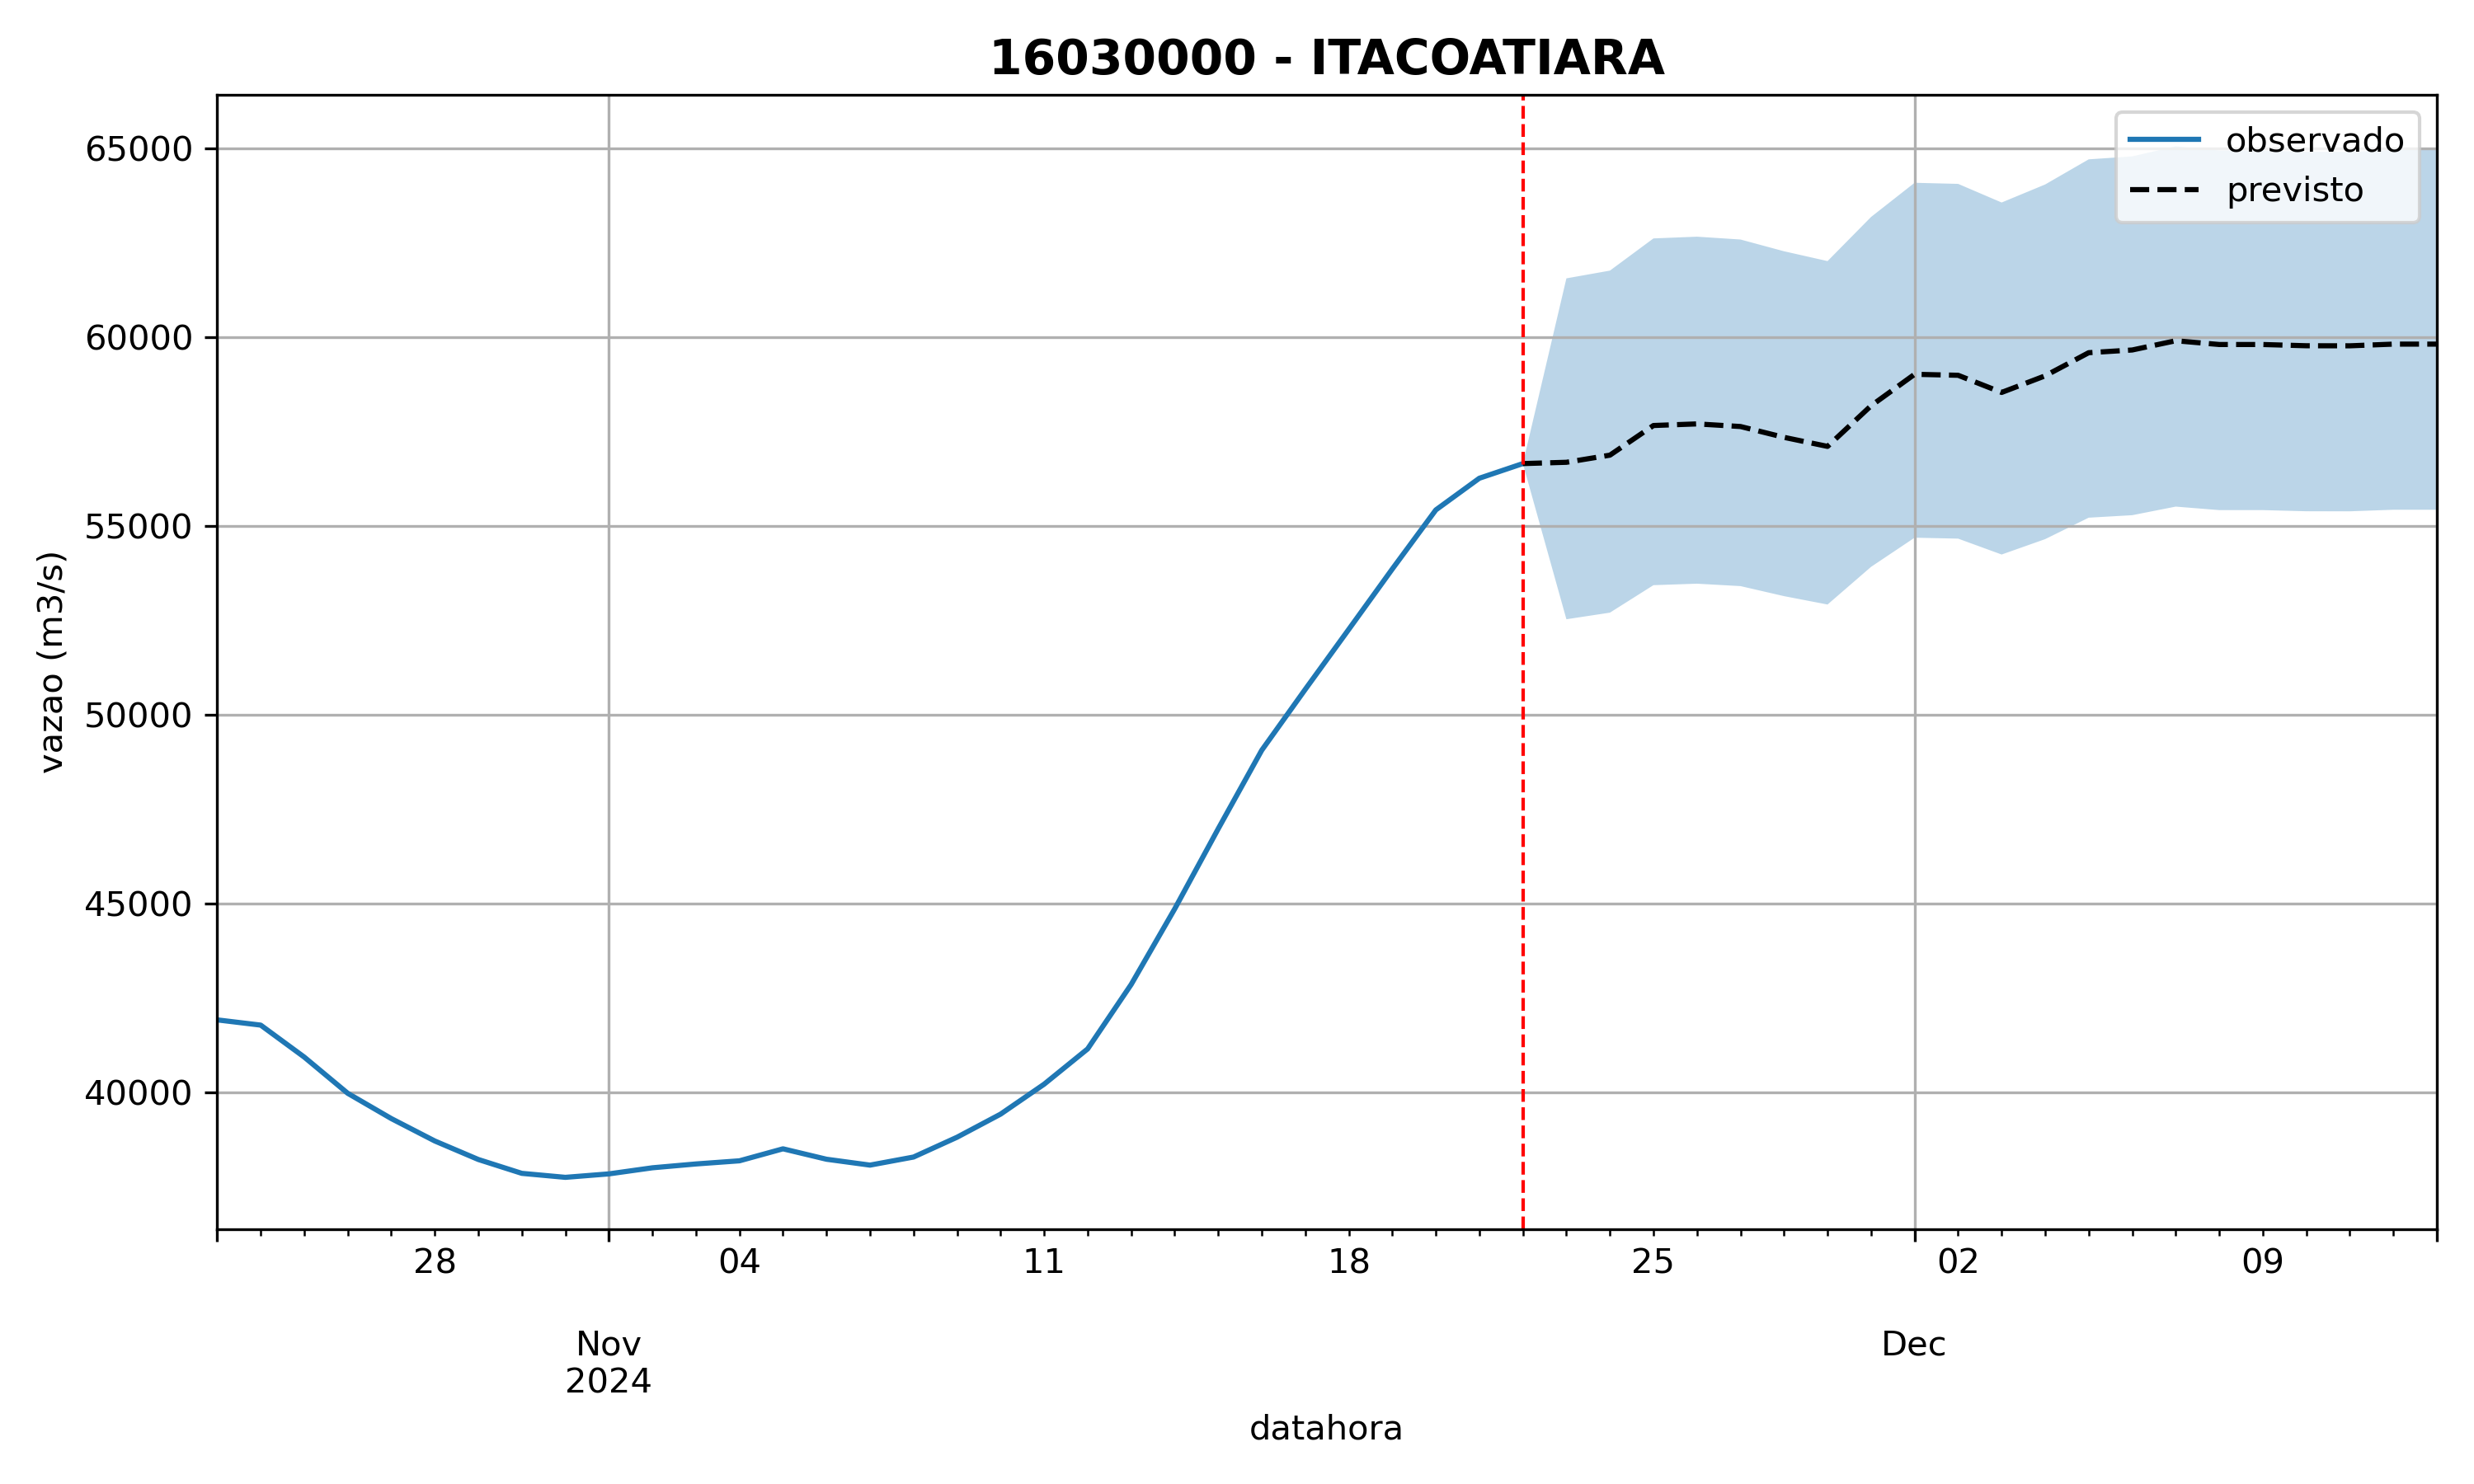 16030000 - ITACOATIARA
65000
60000
55000
50000
45000
40000
vazao (m3/s)
observado
previsto
28
04
11
18
25
02
09
Nov
2024
Dec
datahora